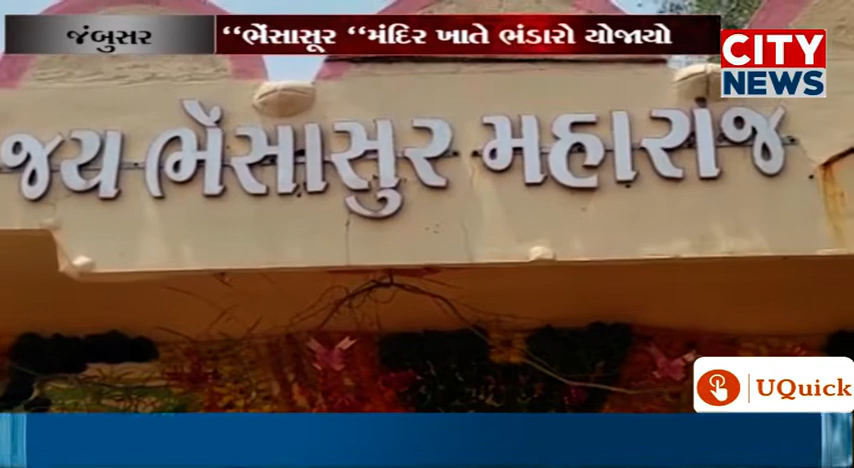 જંબુસર
“ભેંસાસૂર “મંદિર ખાતે ભંડારો યોજાયો
CITY
NEWS
જય ભેંસાસુર મહારાજ
UQuick